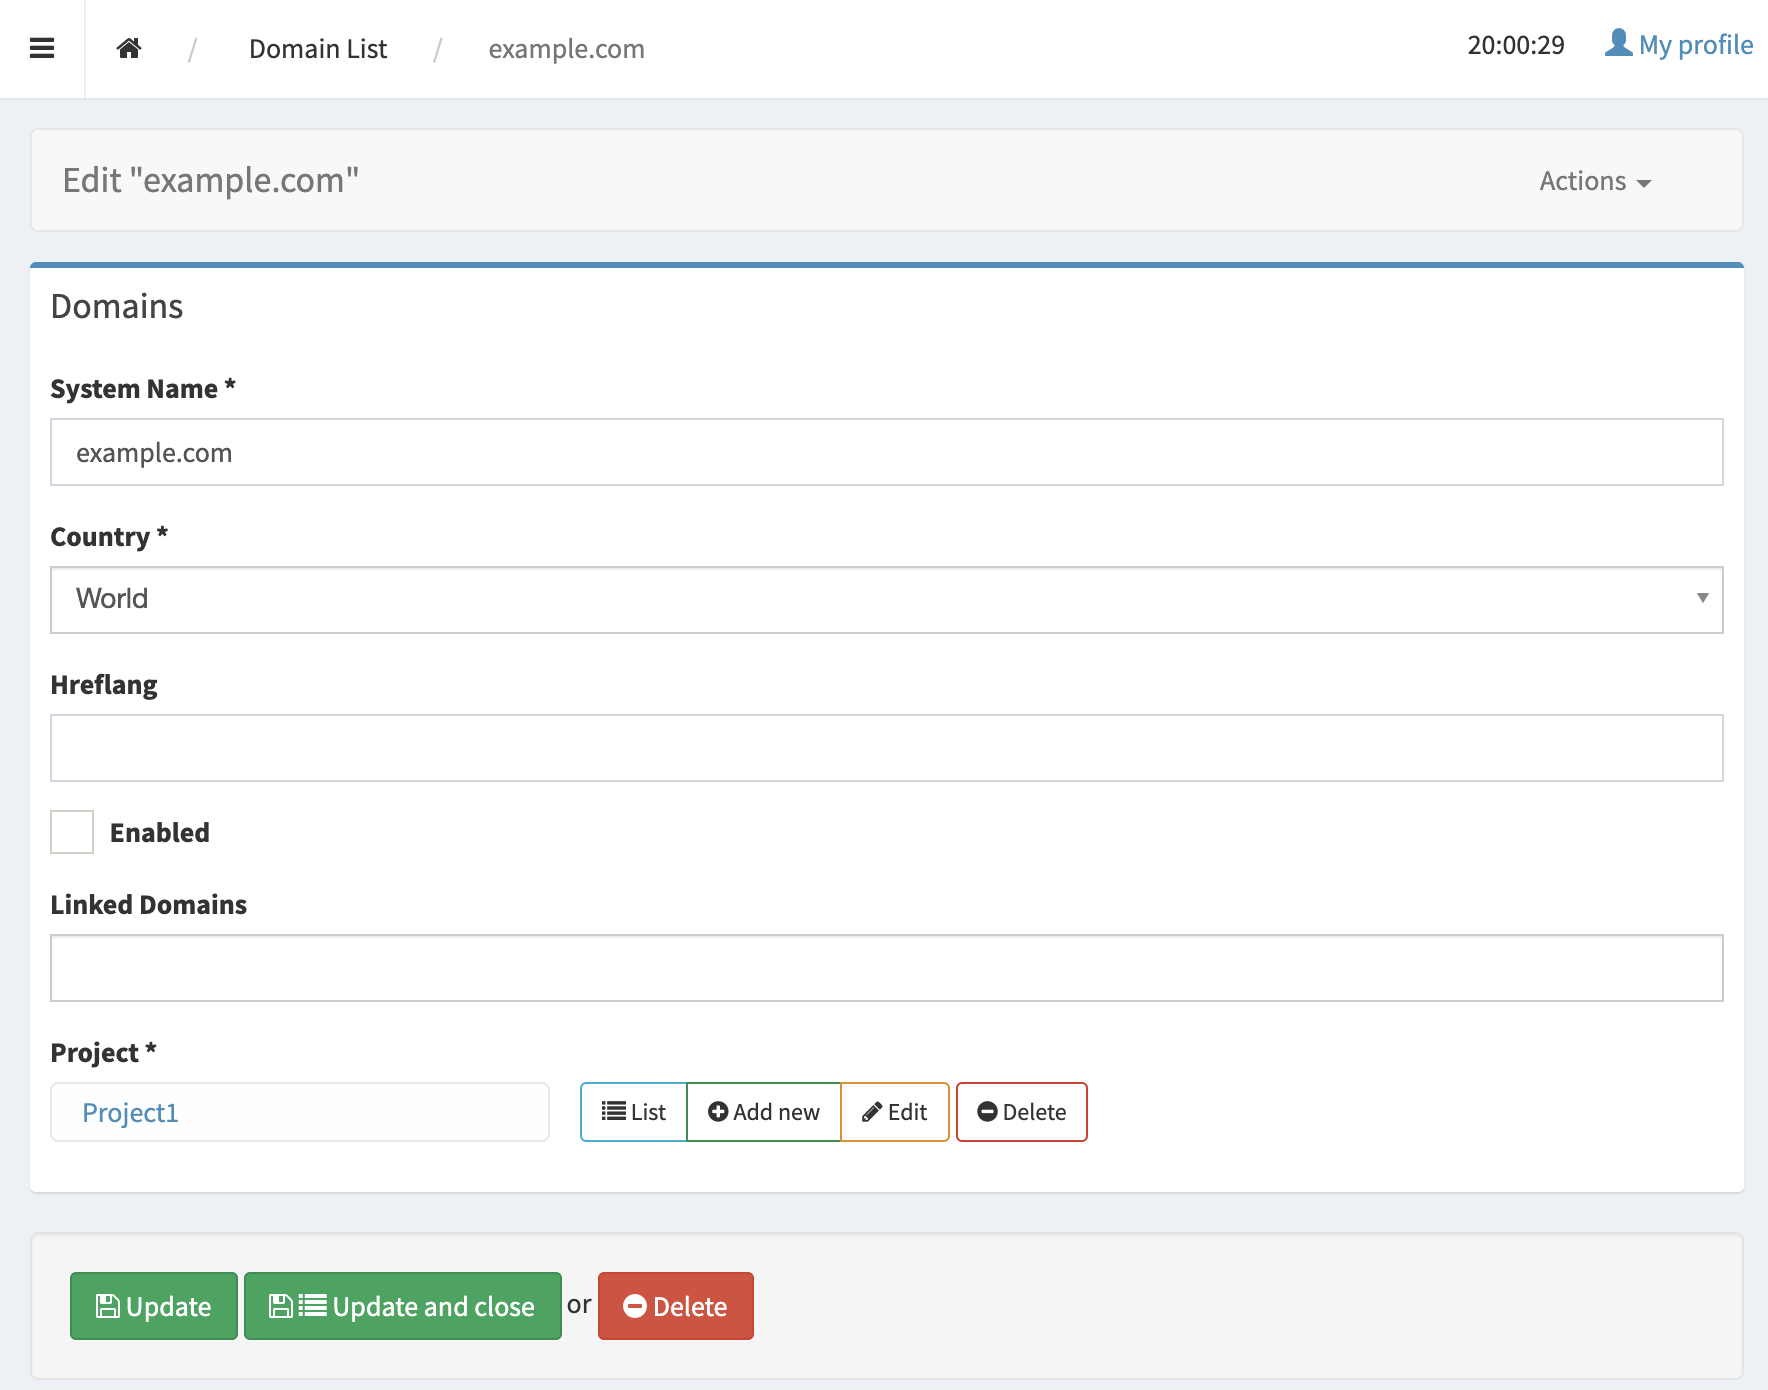 / Domain List / example.com 20:00:29 My profile
Edit "example.com" Actions
Domains
System Name *
example.com
Country *
World
Hreflang
Enabled
Linked Domains
Project *
Project1 List Add new Edit Delete
Update Update and close or Delete